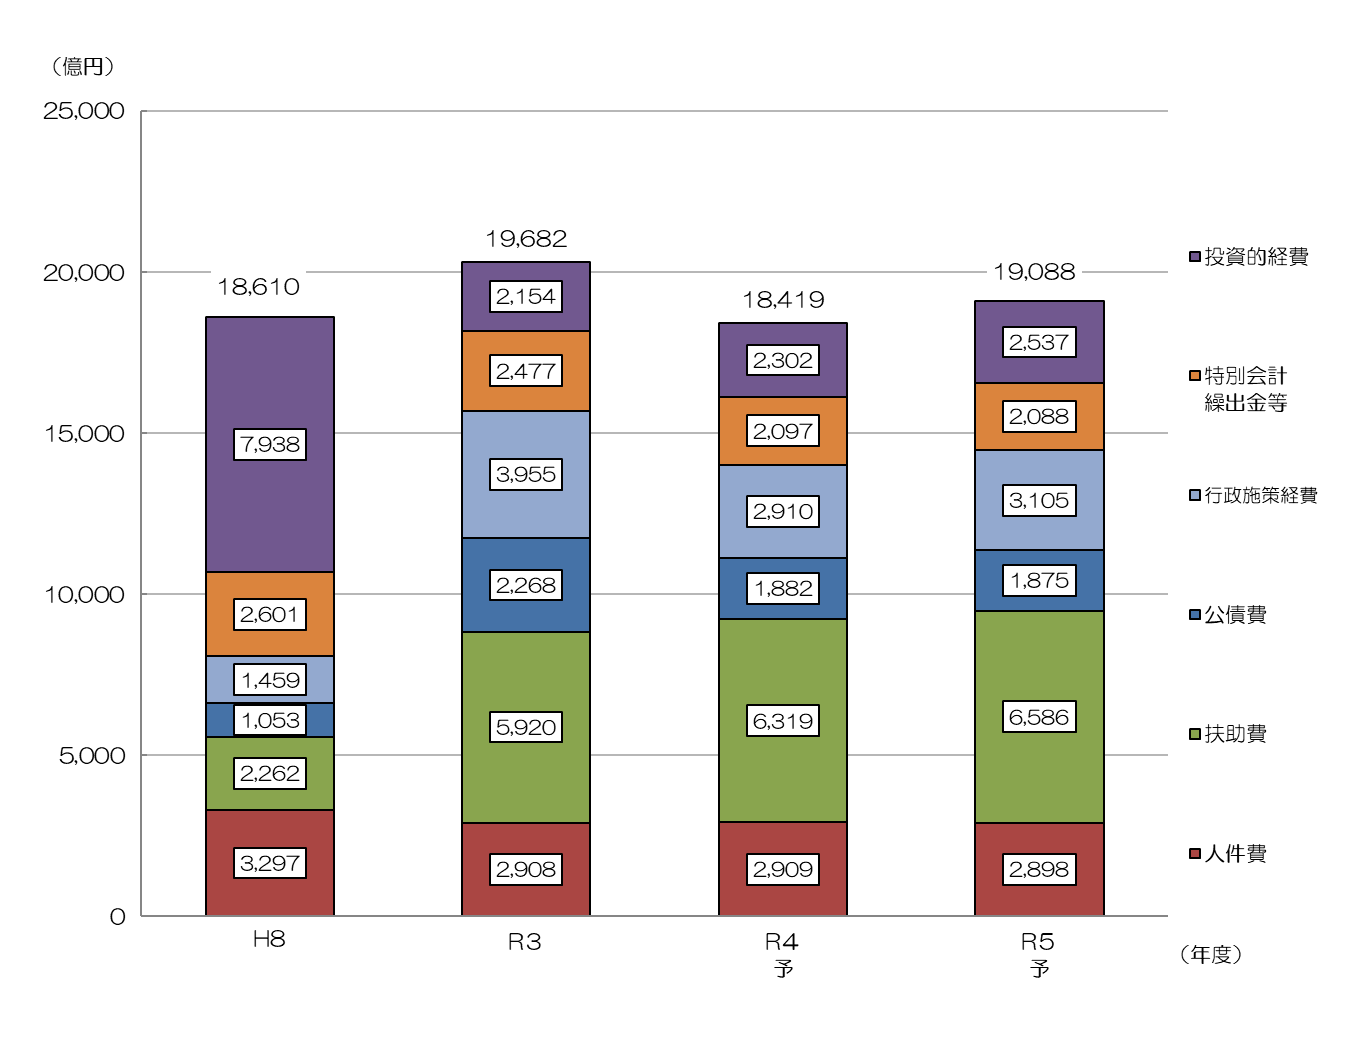 （億円）
25,000
20,000
15,000
10,000
5,000
0
18,610
7,938
2,601
1,459
1,053
2,262
3,297
19,682
2,154
2,477
3,955
2,268
5,920
2,908
18,419
2,302
2,097
2,910
1,882
6,319
2,909
19,088
2,537
2,088
3,105
1,875
6,586
2,898
H8
R3
R4
予
R5
予
（年度）
投資的経費
特別会計
繰出金等
行政施策経費
公債費
扶助費
人件費